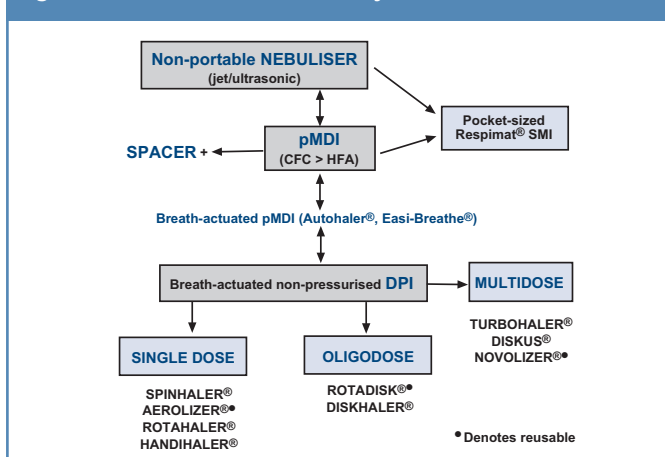 Non-portable NEBULISER
(jet/ultrasonic)
Pocket-sized
Respimat® SMI
pMDI
(CFC > HFA)
SPACER +
Breath-actuated pMDI (Autohaler®, Easi-Breathe®)
Breath-actuated non-pressurised DPI
MULTIDOSE
TURBOHALER®
DISKUS®
NOVOLIZER®●
SINGLE DOSE
SPINHALER®
AEROLIZER®●
ROTAHALER®
HANDIHALER®
OLIGODOSE
ROTADISK®●
DISKHALER®
● Denotes reusable